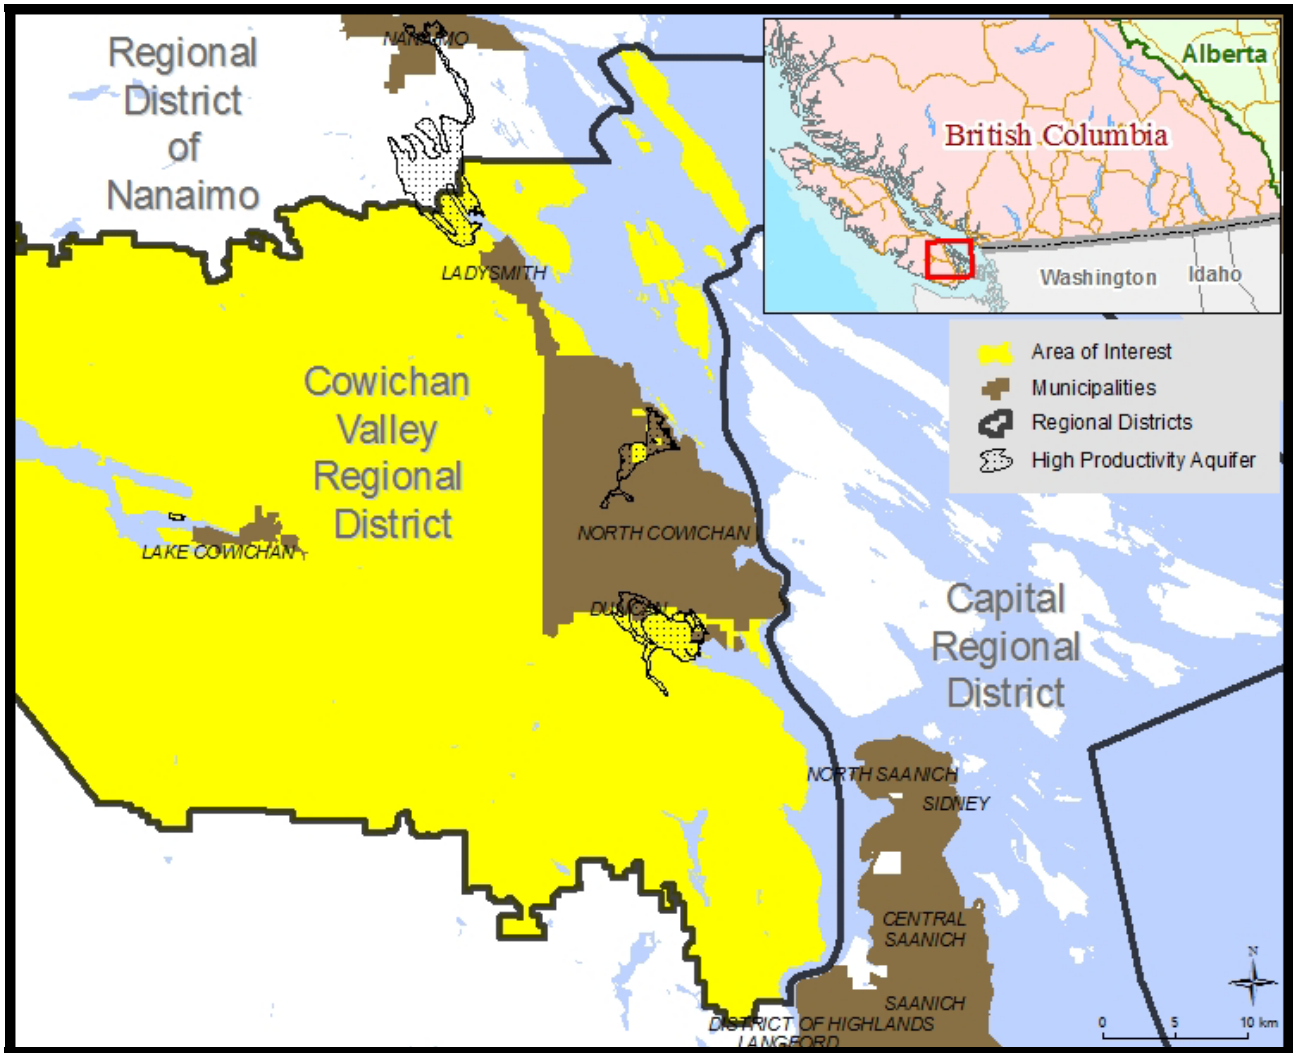 Regional
District
of
Nanaimo
NANAIMO
Alberta
British Columbia
Washington
Idaho
LADYSMITH
Area of Interest
Municipalities
Regional Districts
High Productivity Aquifer
Cowichan
Valley
Regional
District
NORTH COWICHAN
LAKE COWICHAN
DUNCAN
Capital
Regional
District
NORTH SAANICH
SIDNEY
CENTRAL
SAANICH
SAANICH
DISTRICT OF HIGHLANDS
LANGFORD
N
0 5 10 km